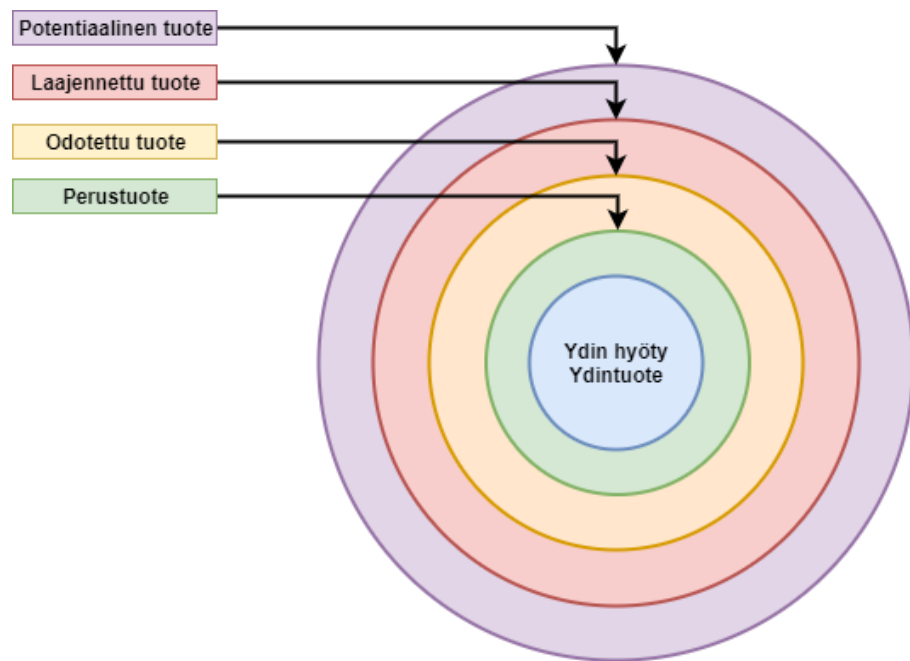 Potentiaalinen tuote
Laajennettu tuote
Odotettu tuote
Perustuote
Ydin hyöty
Ydintuote